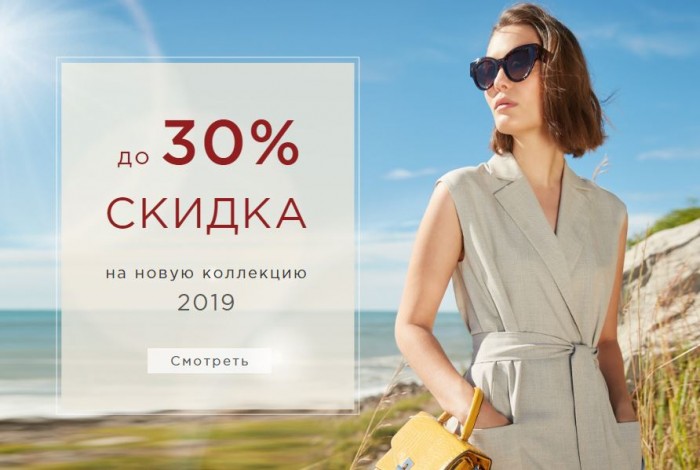 до 30%
СКИДКА
на новую коллекцию
2019
Смотреть